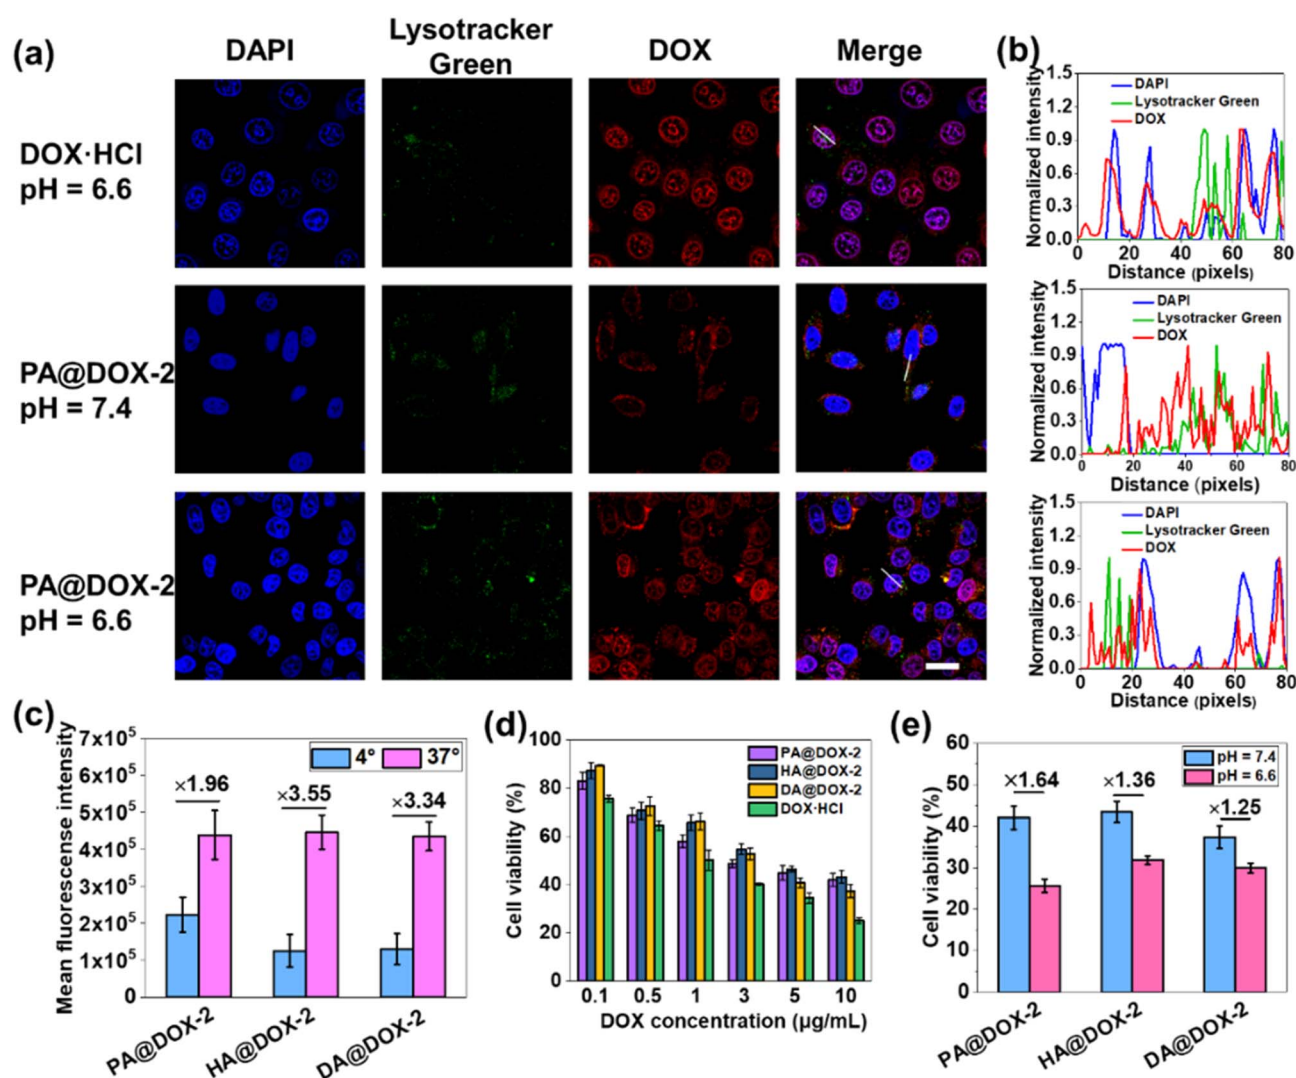 (a)
DAPI
Lysotracker
Green
DOX
Merge
DOX·HCl
pH = 6.6
PA@DOX-2
pH = 7.4
PA@DOX-2
pH = 6.6
(b)
Normalized intensity
1.5
1.2
0.9
0.6
0.3
0.0
DAPI
Lysotracker Green
DOX
0 20 40 60 80
Distance (pixels)
Normalized intensity
1.5
1.2
0.9
0.6
0.3
0.0
DAPI
Lysotracker Green
DOX
0 20 40 60 80
Distance (pixels)
Normalized intensity
1.5
1.2
0.9
0.6
0.3
0.0
DAPI
Lysotracker Green
DOX
0 20 40 60 80
Distance (pixels)
(c)
Mean fluorescense intensity
7x10⁵
6x10⁵
5x10⁵
4x10⁵
3x10⁵
2x10⁵
1x10⁵
0
4° 37°
×1.96
×3.55
×3.34
PA@DOX-2
HA@DOX-2
DA@DOX-2
(d)
Cell viability (%)
100
80
60
40
20
0
PA@DOX-2
HA@DOX-2
DA@DOX-2
DOX·HCl
0.1 0.5 1 3 5 10
DOX concentration (μg/mL)
(e)
Cell viability (%)
60
50
40
30
20
10
0
pH = 7.4
pH = 6.6
×1.64
×1.36
×1.25
PA@DOX-2
HA@DOX-2
DA@DOX-2